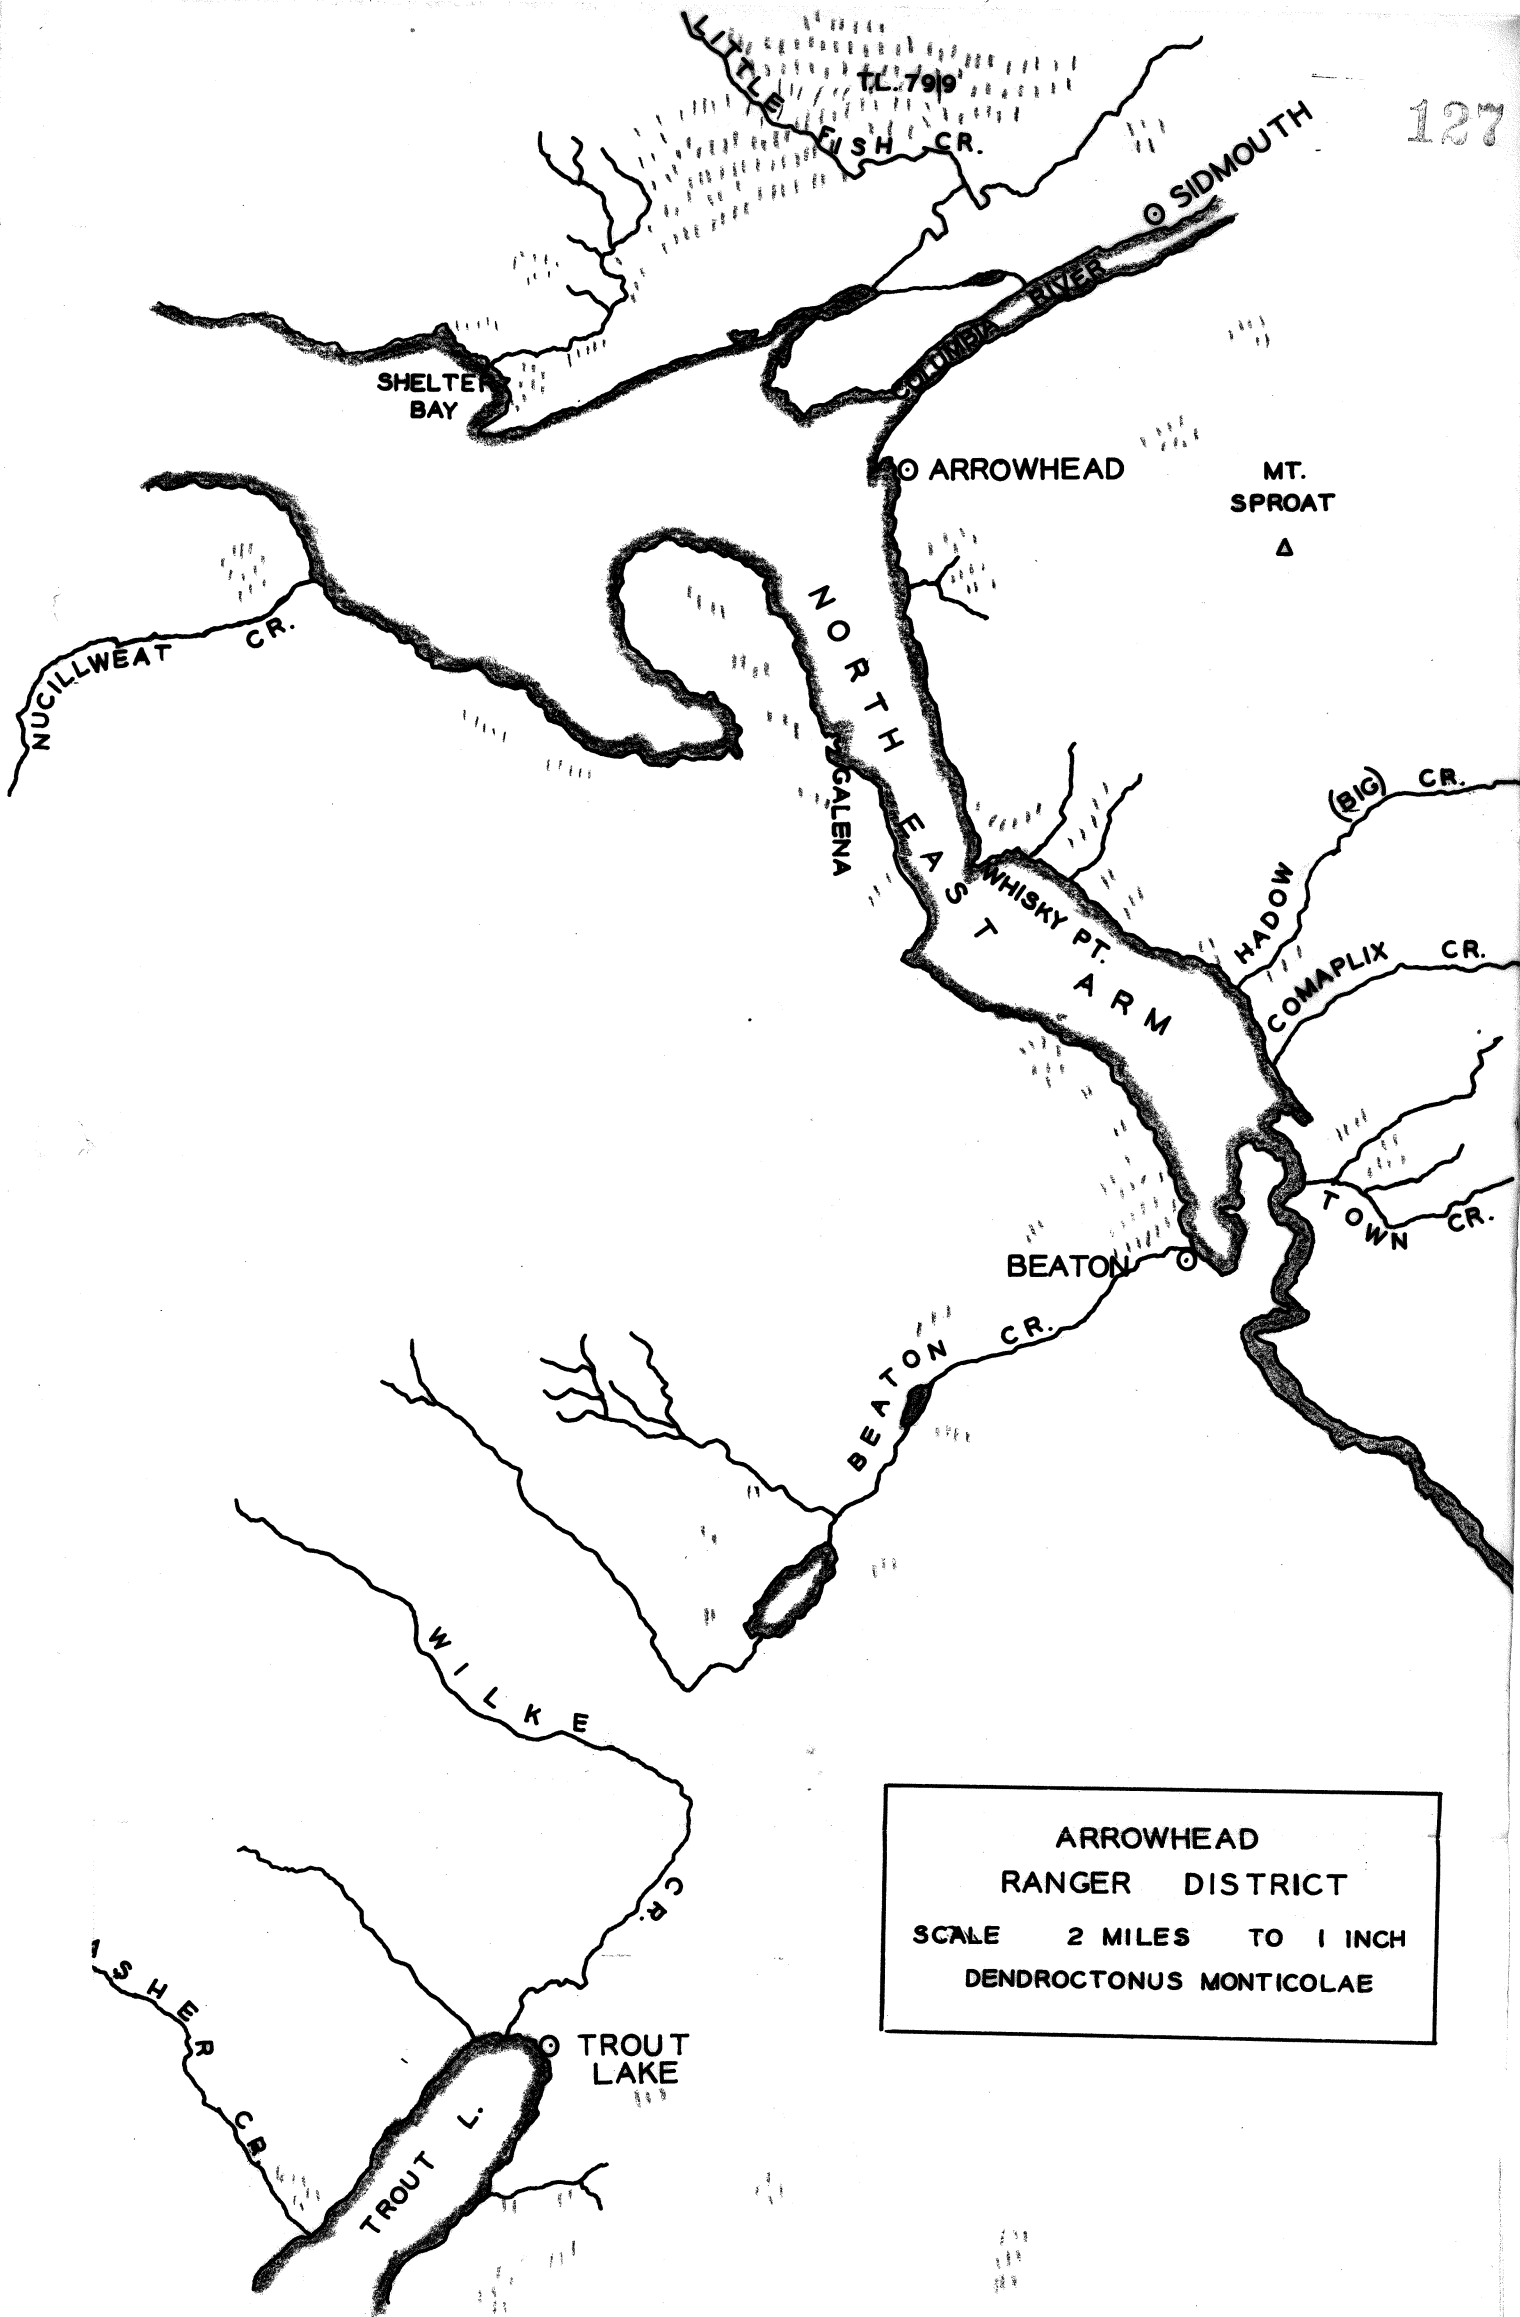 LITTLE FISH CR.
T.L. 7919
127
SIDMOUTH
COLUMBIA RIVER
SHELTER
BAY
ARROWHEAD
MT.
SPROAT
NUCILLWEAT CR.
NORTH EAST ARM
GALENA
WHISKY PT.
HADOW (BIG) CR.
COMAPLIX CR.
TOWN CR.
BEATON
BEATON CR.
WILKE CR.
ASHER CR.
TROUT
LAKE
TROUT L.
ARROWHEAD
RANGER DISTRICT
SCALE 2 MILES TO 1 INCH
DENDROCTONUS MONTICOLAE